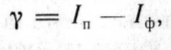 γ = Iп — Iф,